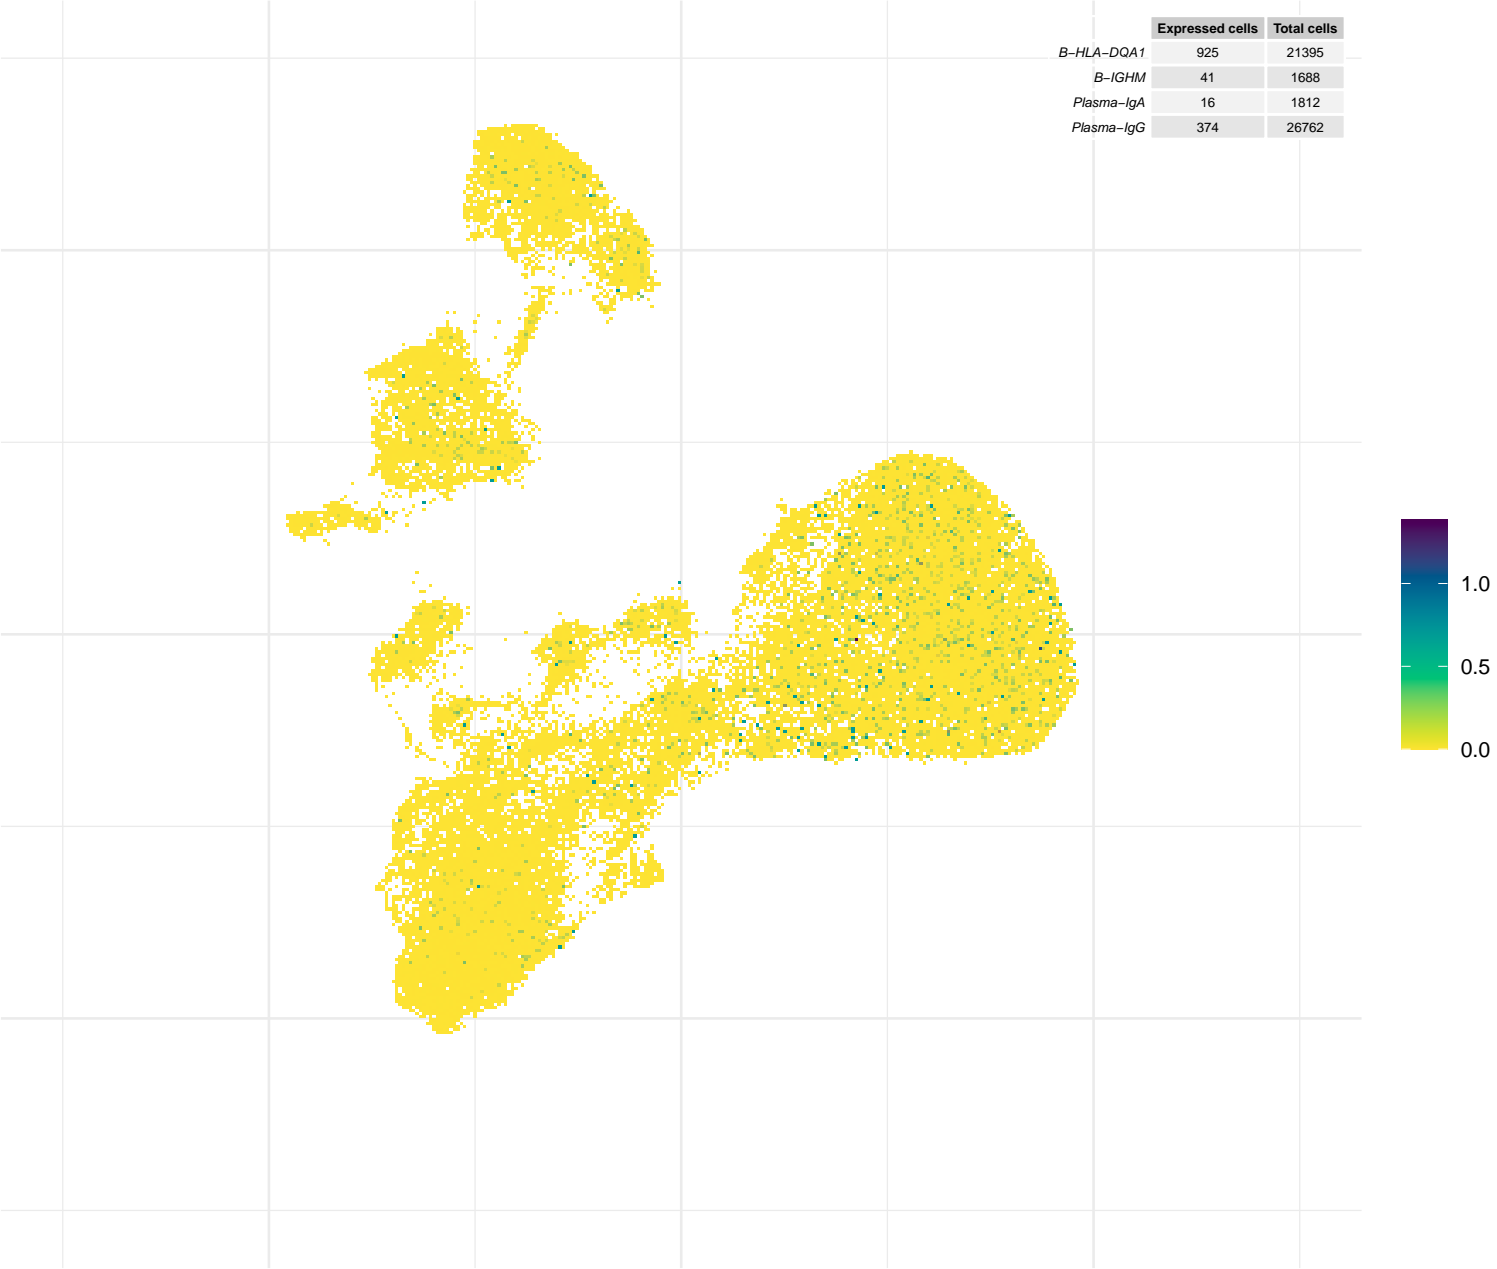 Expressed cells Total cells
B−HLA−DQA1 925 21395
B−IGHM 41 1688
Plasma−IgA 16 1812
Plasma−IgG 374 26762
1.0
0.5
0.0